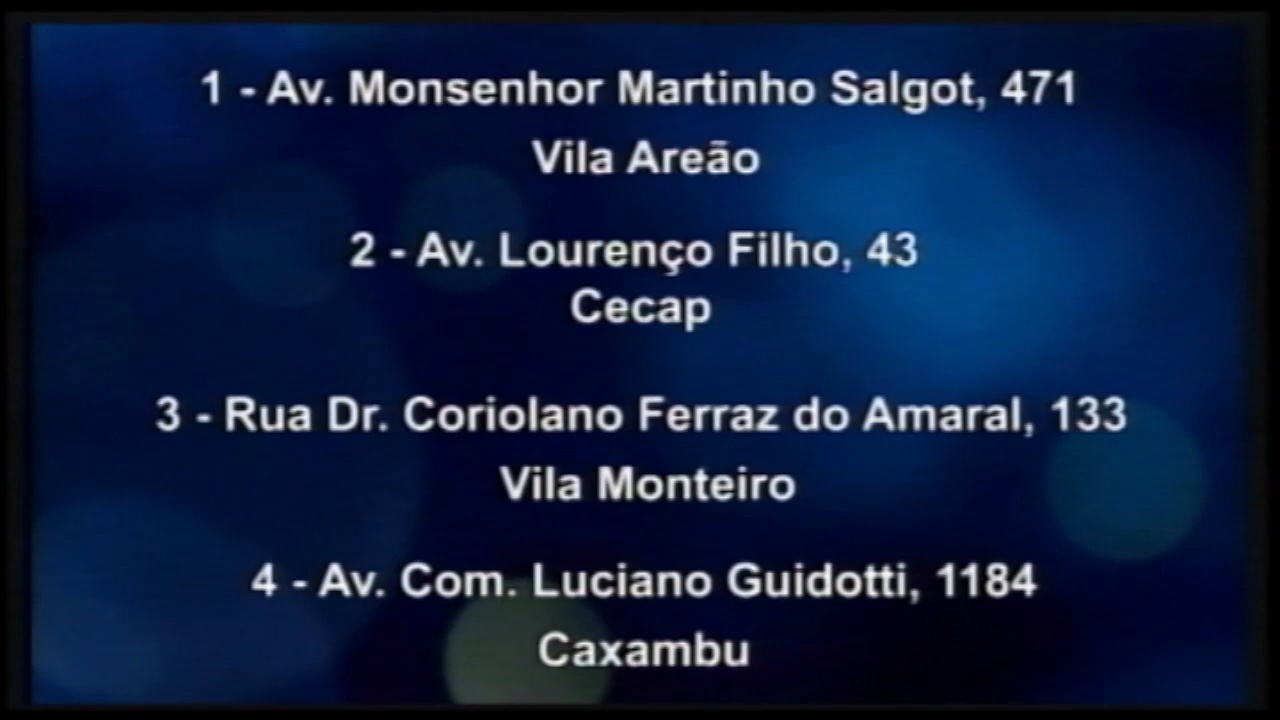 1 - Av. Monsenhor Martinho Salgot, 471
Vila Areão
2 - Av. Lourenço Filho, 43
Cecap
3 - Rua Dr. Coriolano Ferraz do Amaral, 133
Vila Monteiro
4 - Av. Com. Luciano Guidotti, 1184
Caxambu